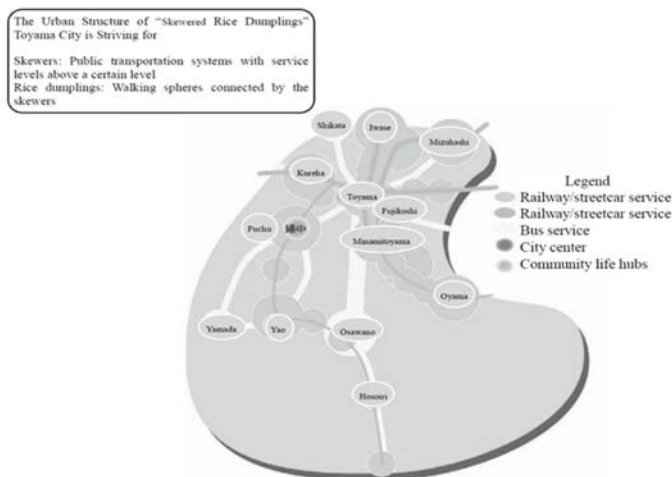 The Urban Structure of “Skewered Rice Dumplings”
Toyama City is Striving for
Skewers: Public transportation systems with service
levels above a certain level
Rice dumplings: Walking spheres connected by the
skewers
Shikata
Iwase
Mizuhashi
Kureha
Toyama
Fujikoshi
Legend
Railway/streetcar service
Railway/streetcar service
Bus service
City center
Community life hubs
Fuchu
婦中
Minamitoyama
Oyama
Yamada
Yao
Osawano
Hosoiri